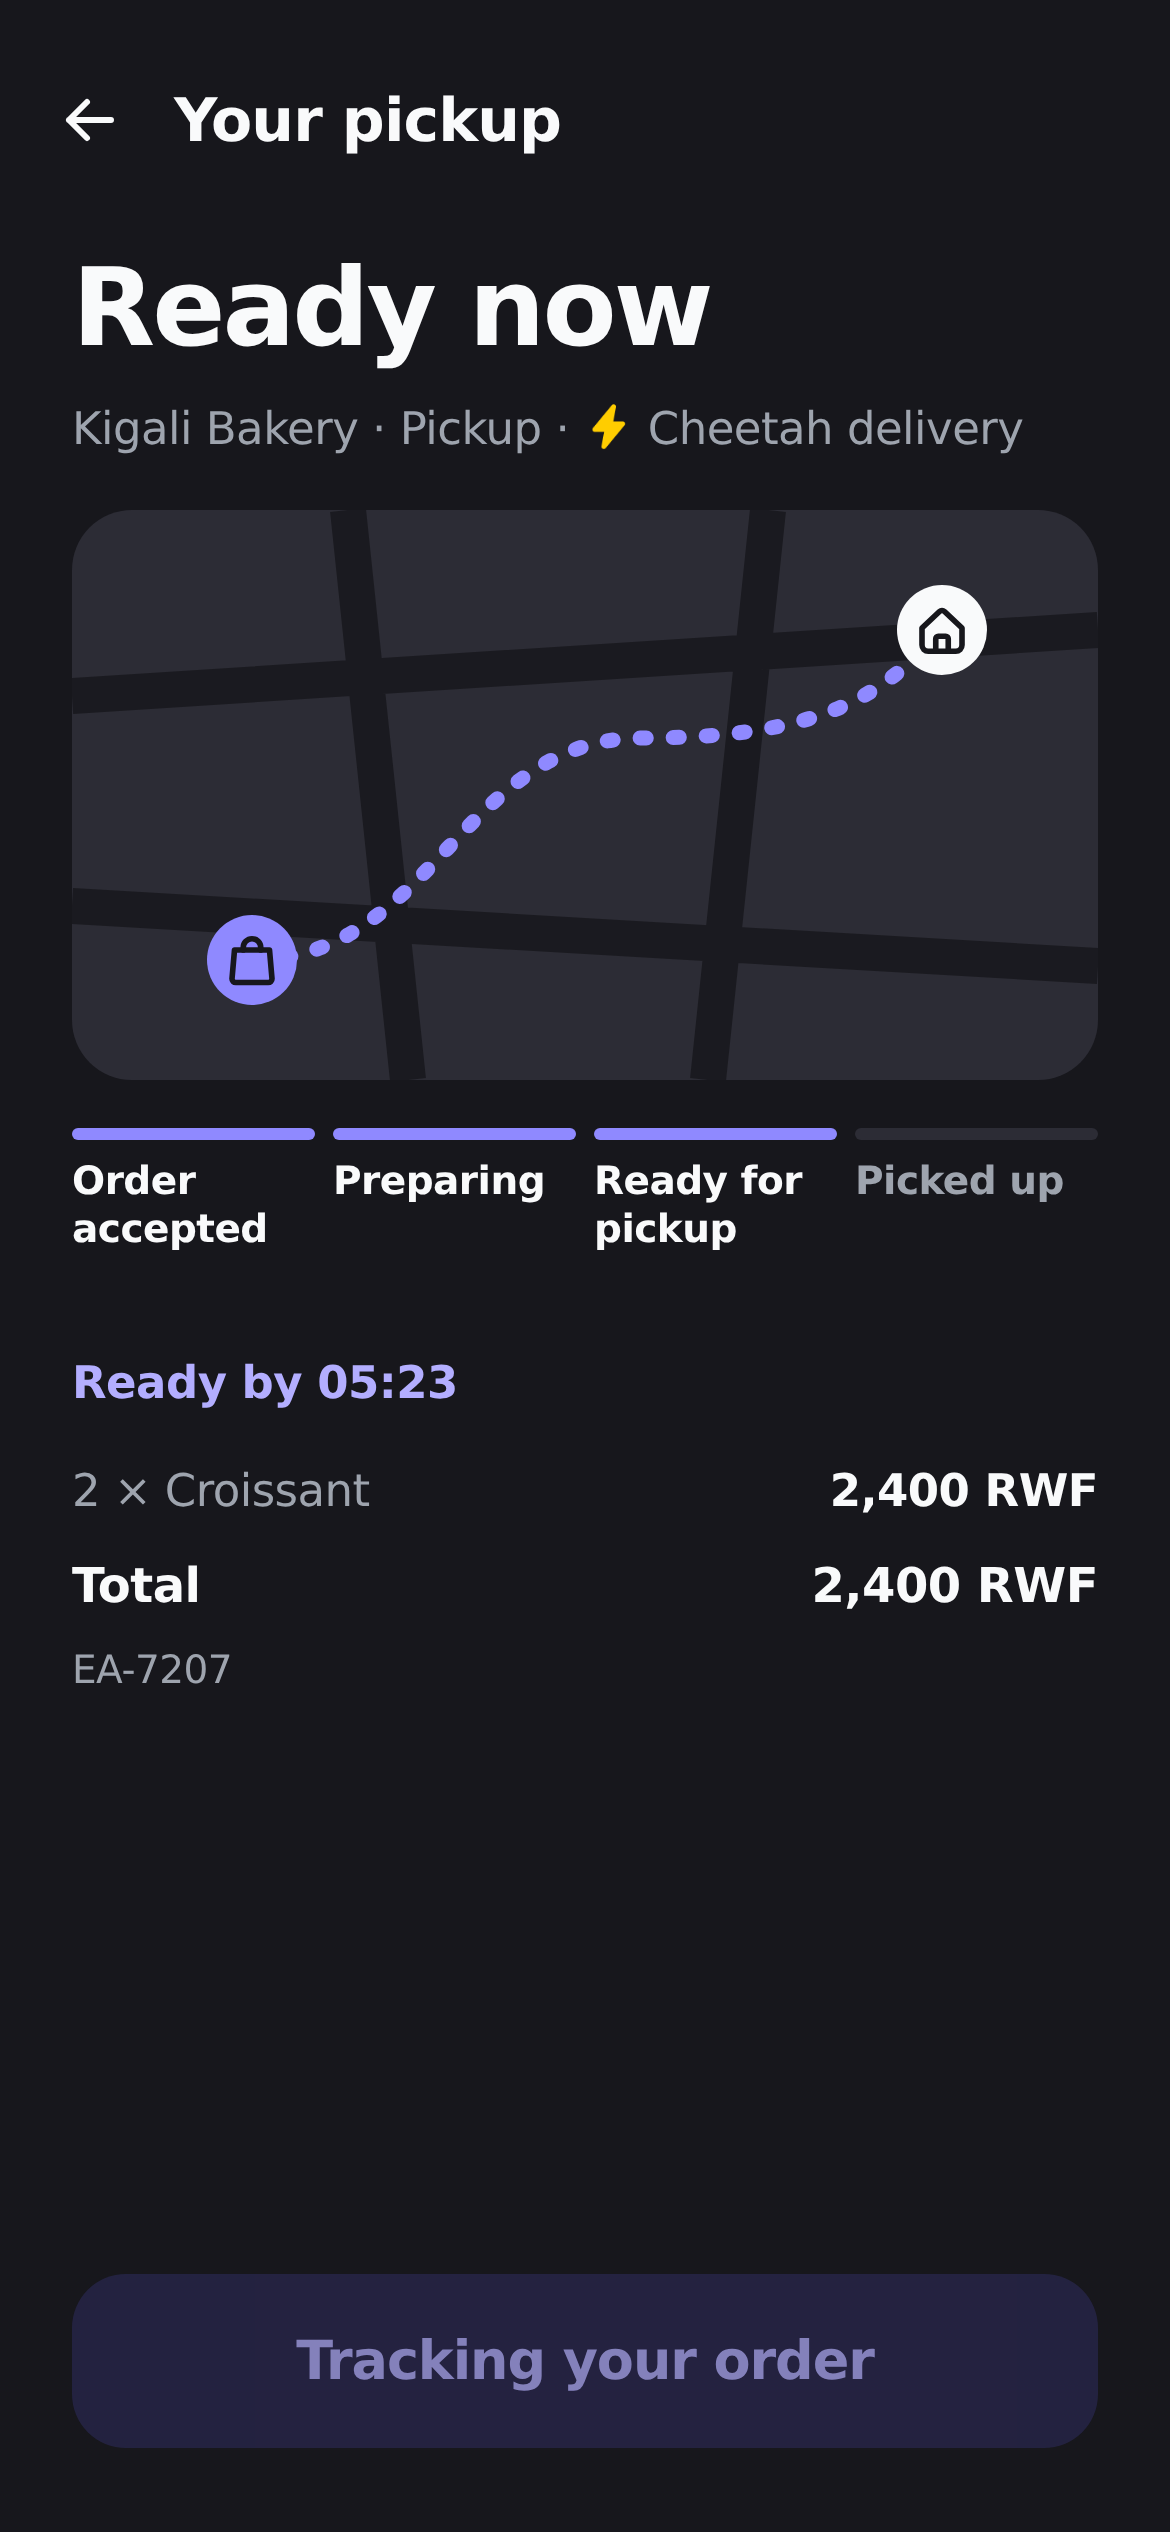 Your pickup
Ready now
Kigali Bakery · Pickup · ⚡ Cheetah delivery
Order accepted
Preparing
Ready for pickup
Picked up
Ready by 05:23
2 × Croissant 2,400 RWF
Total 2,400 RWF
EA-7207
Tracking your order